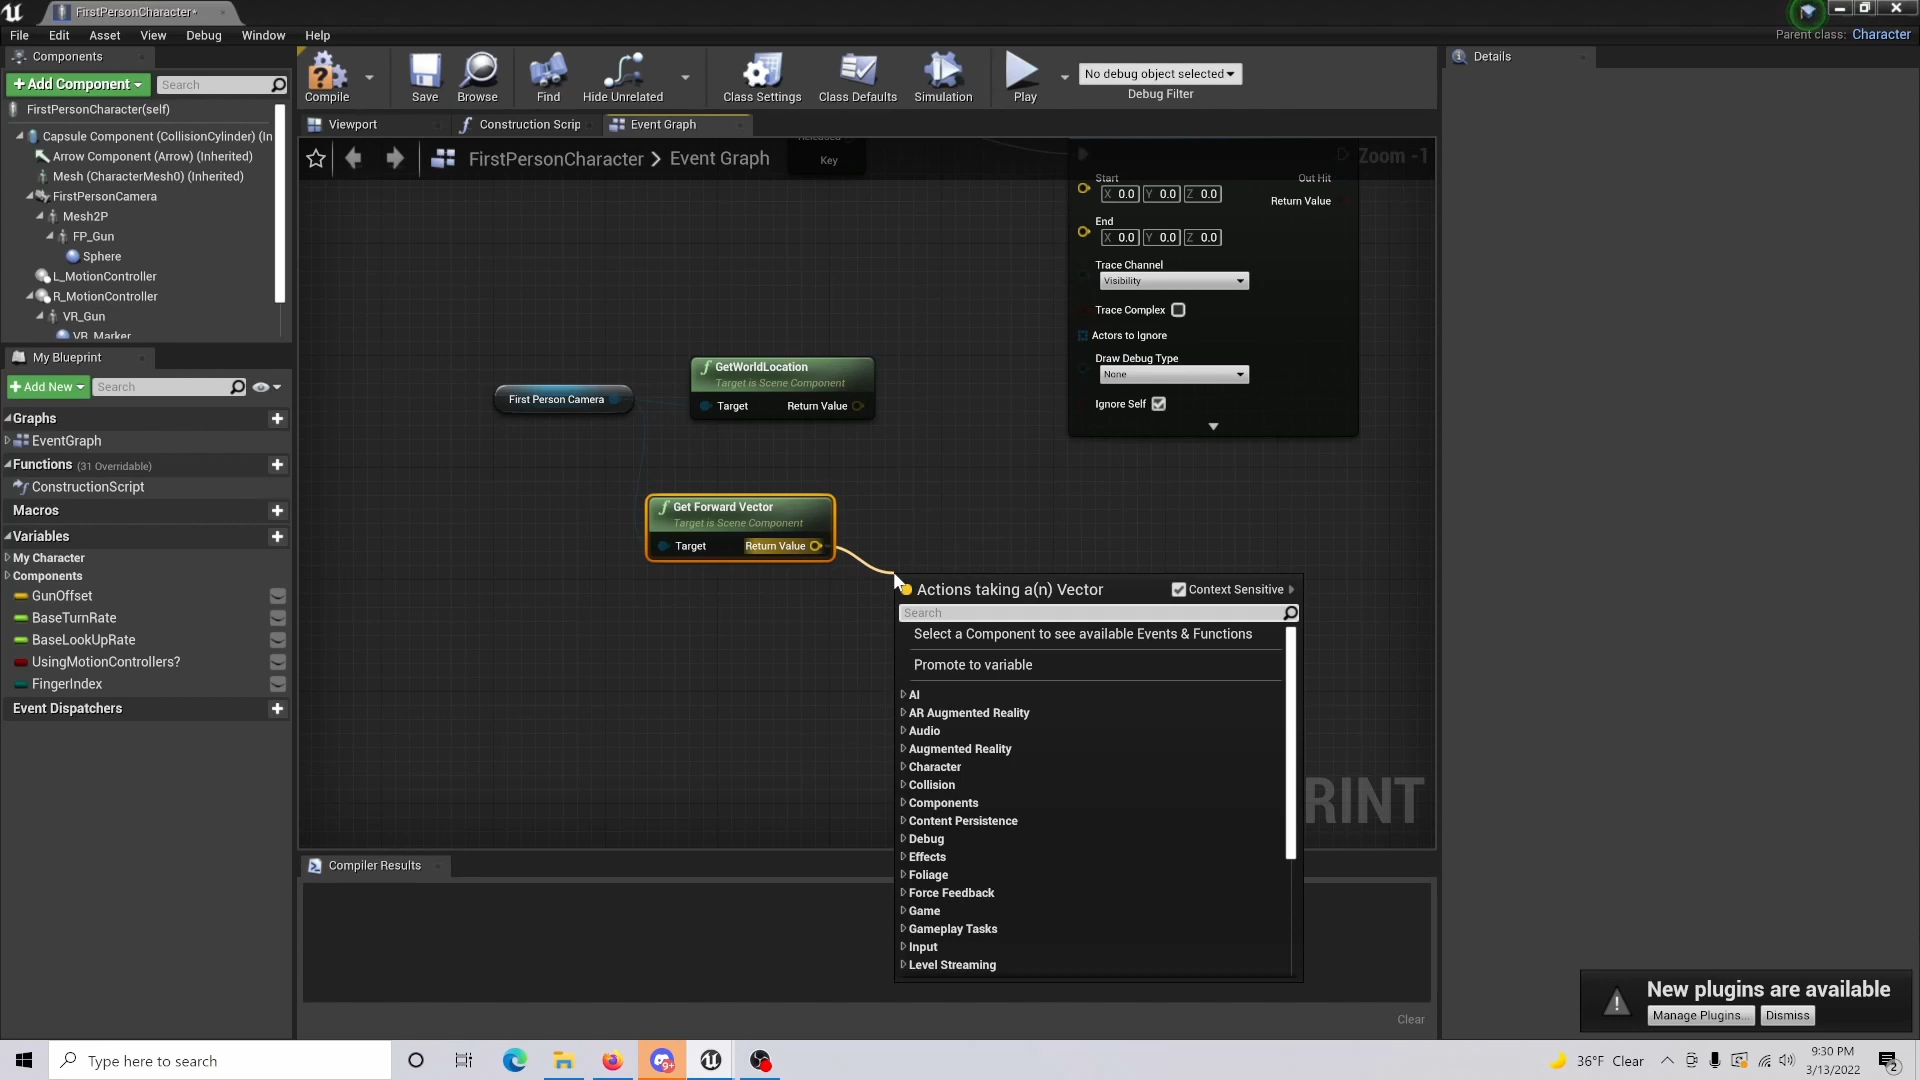 FirstPersonCharacter*
File Edit Asset View Debug Window Help
Parent class: Character
Components
+Add Component
Search
FirstPersonCharacter(self)
Capsule Component (CollisionCylinder) (In
Arrow Component (Arrow) (Inherited)
Mesh (CharacterMesh0) (Inherited)
FirstPersonCamera
Mesh2P
FP_Gun
Sphere
L_MotionController
R_MotionController
VR_Gun
VR_Marker
My Blueprint
+Add New
Search
Graphs
EventGraph
Functions (31 Overridable)
ConstructionScript
Macros
Variables
My Character
Components
GunOffset
BaseTurnRate
BaseLookUpRate
UsingMotionControllers?
FingerIndex
Event Dispatchers
Compile Save Browse Find Hide Unrelated Class Settings Class Defaults Simulation Play
No debug object selected
Debug Filter
Viewport Construction Scrip Event Graph
FirstPersonCharacter > Event Graph
Zoom -1
Released
Key
Start
X 0.0 Y 0.0 Z 0.0
Out Hit
Return Value
End
X 0.0 Y 0.0 Z 0.0
Trace Channel
Visibility
Trace Complex
Actors to Ignore
Draw Debug Type
None
Ignore Self
First Person Camera
GetWorldLocation
Target is Scene Component
Target Return Value
Get Forward Vector
Target is Scene Component
Target Return Value
Actions taking a(n) Vector Context Sensitive
Search
Select a Component to see available Events & Functions
Promote to variable
AI
AR Augmented Reality
Audio
Augmented Reality
Character
Collision
Components
Content Persistence
Debug
Effects
Foliage
Force Feedback
Game
Gameplay Tasks
Input
Level Streaming
RINT
Compiler Results
Clear
Details
New plugins are available
Manage Plugins... Dismiss
Type here to search
9+
36°F Clear
9:30 PM
3/13/2022
2